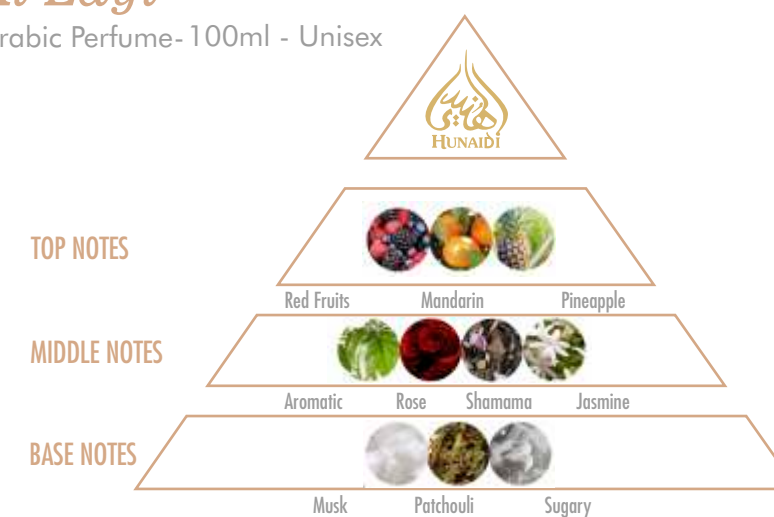 Arabic Perfume-100ml - Unisex
HUNAIDI
TOP NOTES
Red Fruits Mandarin Pineapple
MIDDLE NOTES
Aromatic Rose Shamama Jasmine
BASE NOTES
Musk Patchouli Sugary